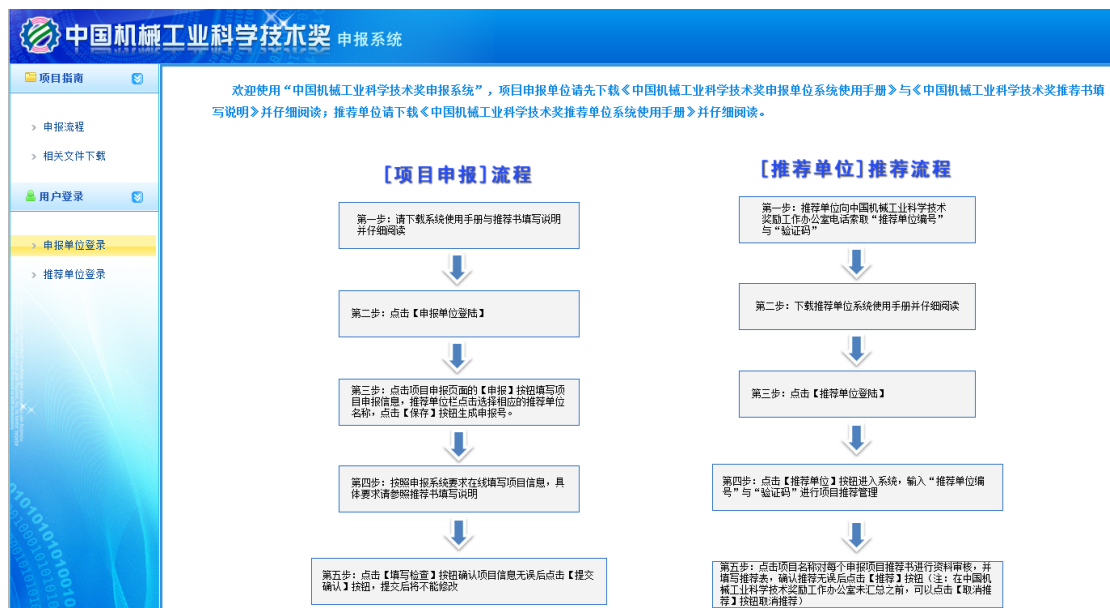 中国机械工业科学技术奖 申报系统
项目指南
申报流程
相关文件下载
用户登录
申报单位登录
推荐单位登录
欢迎使用“中国机械工业科学技术奖申报系统”，项目申报单位请先下载《中国机械工业科学技术奖申报单位系统使用手册》与《中国机械工业科学技术奖推荐书填
写说明》并仔细阅读；推荐单位请下载《中国机械工业科学技术奖推荐单位系统使用手册》并仔细阅读。
[项目申报]流程
第一步：请下载系统使用手册与推荐书填写说明
并仔细阅读
第二步：点击【申报单位登陆】
第三步：点击项目申报页面的【申报】按钮填写项
目申报信息，推荐单位栏点击选择相应的推荐单位
名称，点击【保存】按钮生成申报号。
第四步：按照申报系统要求在线填写项目信息，具
体要求请参照推荐书填写说明
第五步：点击【填写检查】按钮确认项目信息无误后点击【提交
确认】按钮，提交后将不能修改
[推荐单位]推荐流程
第一步：推荐单位向中国机械工业科学技术
奖励工作办公室电话索取“推荐单位编号”
与“验证码”
第二步：下载推荐单位系统使用手册并仔细阅读
第三步：点击【推荐单位登陆】
第四步：点击【推荐单位】按钮进入系统，输入“推荐单位编
号”与“验证码”进行项目推荐管理
第五步：点击项目名称对每个申报项目推荐书进行资料审核，并
填写推荐表，确认推荐无误后点击【推荐】按钮（注：在中国机
械工业科学技术奖励工作办公室未汇总之前，可以点击【取消推
荐】按钮取消推荐）